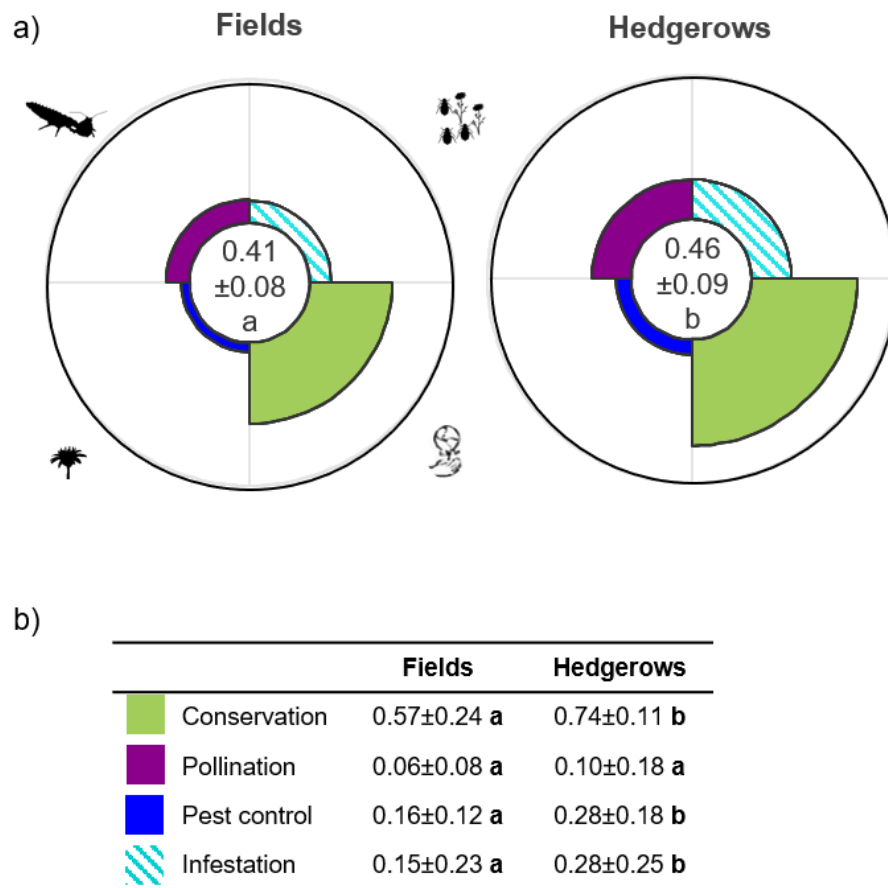 a)
Fields
Hedgerows
0.41
±0.08
a
0.46
±0.09
b
b)
Fields Hedgerows
Conservation 0.57±0.24 a 0.74±0.11 b
Pollination 0.06±0.08 a 0.10±0.18 a
Pest control 0.16±0.12 a 0.28±0.18 b
Infestation 0.15±0.23 a 0.28±0.25 b